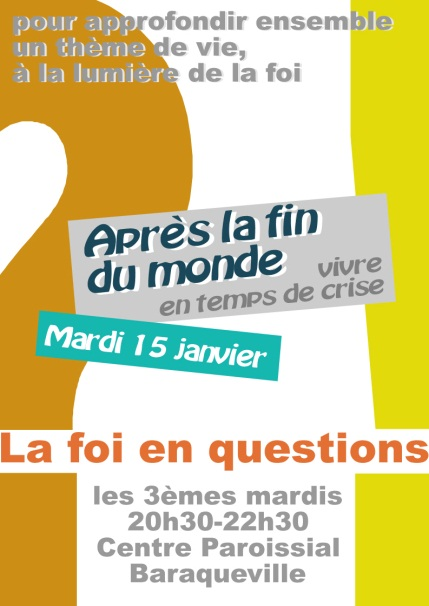 pour approfondir ensemble
un thème de vie,
à la lumière de la foi
Après la fin
du monde vivre
en temps de crise
Mardi 15 janvier
La foi en questions
les 3èmes mardis
20h30-22h30
Centre Paroissial
Baraqueville